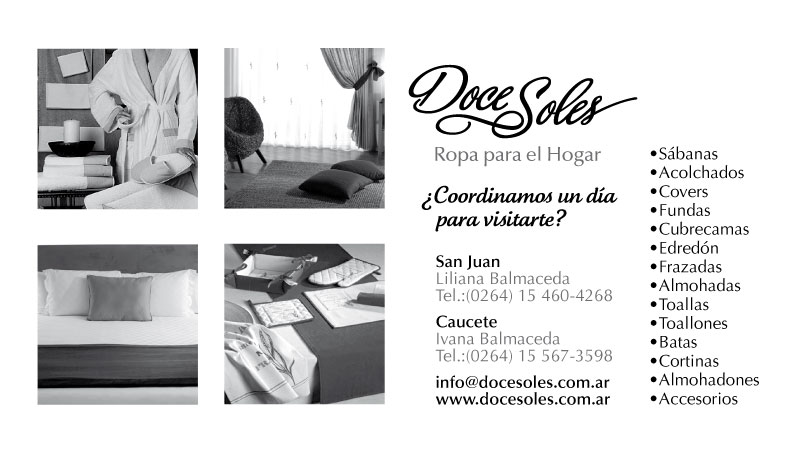 Doce Soles
Ropa para el Hogar
¿Coordinamos un día
para visitarte?
San Juan
Liliana Balmaceda
Tel.:(0264) 15 460-4268
Caucete
Ivana Balmaceda
Tel.:(0264) 15 567-3598
info@docesoles.com.ar
www.docesoles.com.ar
•Sábanas
•Acolchados
•Covers
•Fundas
•Cubrecamas
•Edredón
•Frazadas
•Almohadas
•Toallas
•Toallones
•Batas
•Cortinas
•Almohadones
•Accesorios